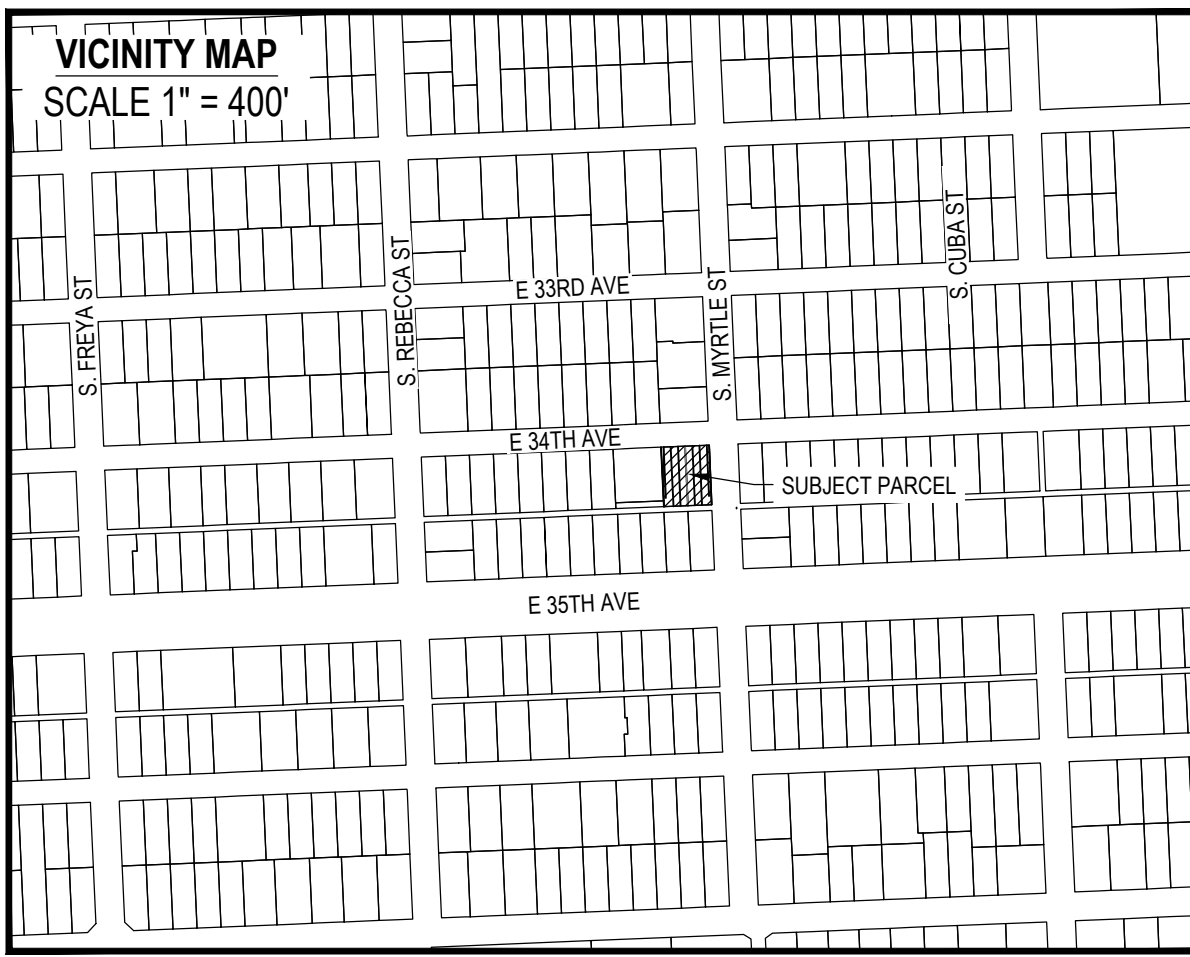 VICINITY MAP
SCALE 1" = 400'
S. CUBA ST
S. REBECCA ST
S. MYRTLE ST
S. FREYA ST
E 33RD AVE
E 34TH AVE
SUBJECT PARCEL
E 35TH AVE